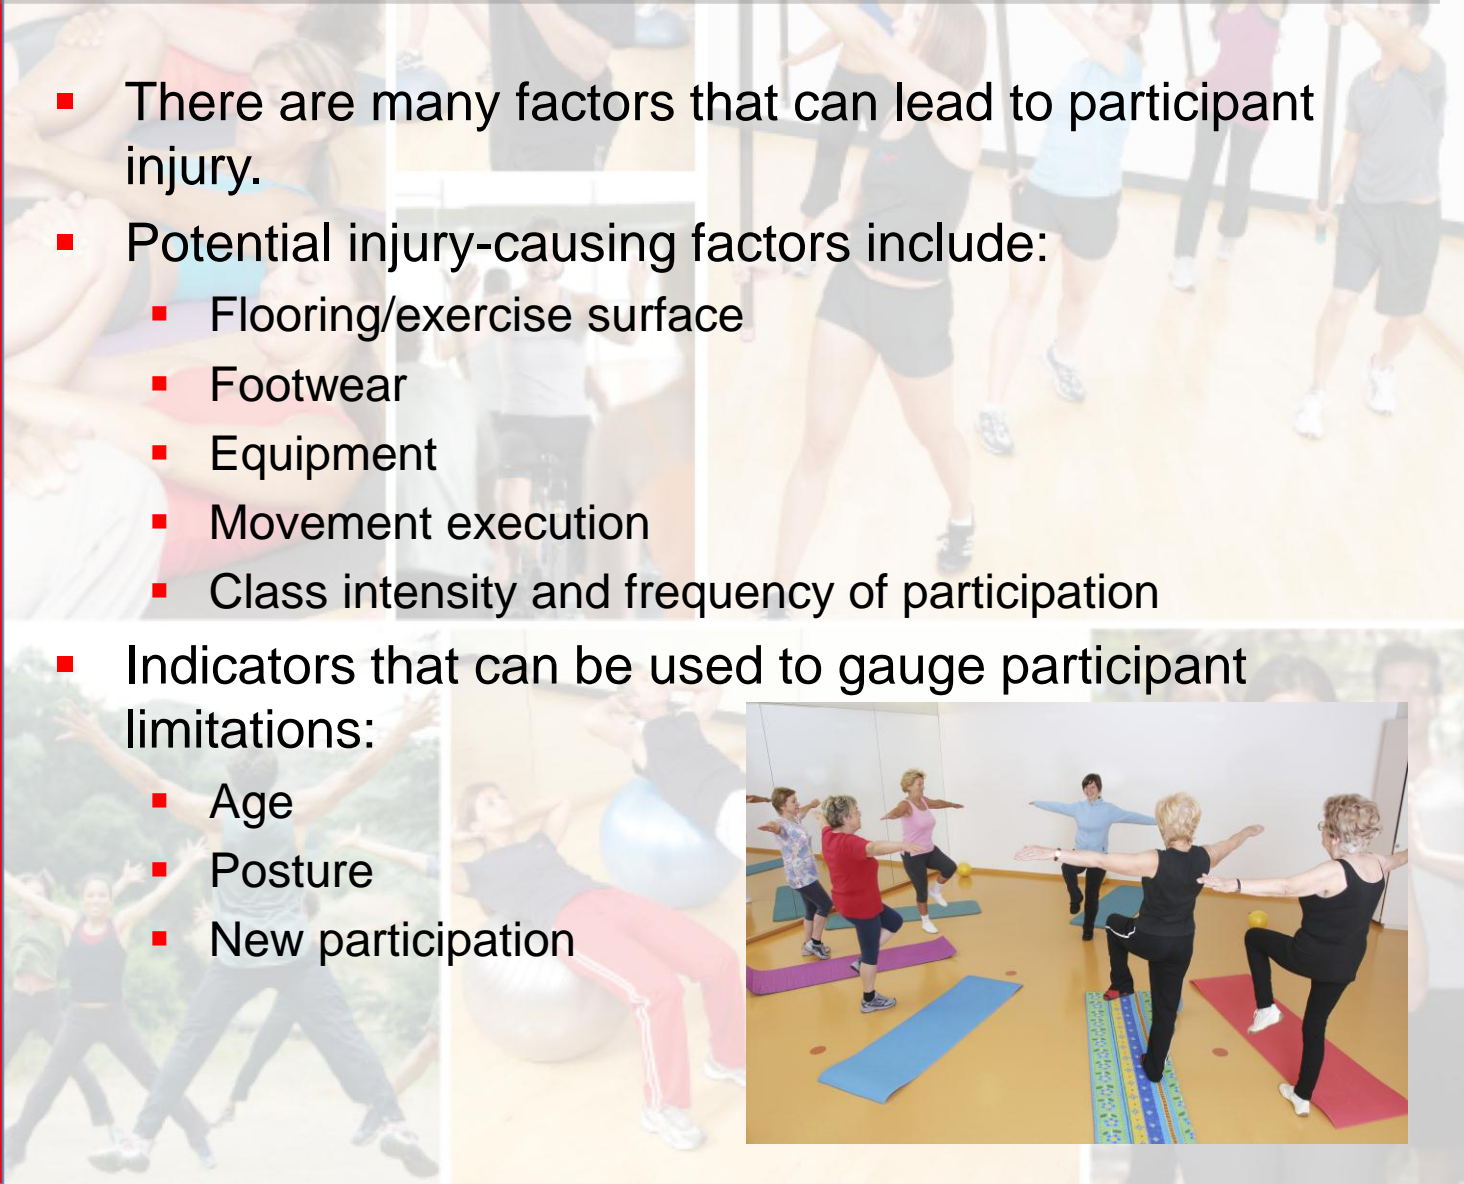 ▪ There are many factors that can lead to participant
injury.
▪ Potential injury-causing factors include:
▪ Flooring/exercise surface
▪ Footwear
▪ Equipment
▪ Movement execution
▪ Class intensity and frequency of participation
▪ Indicators that can be used to gauge participant
limitations:
▪ Age
▪ Posture
▪ New participation